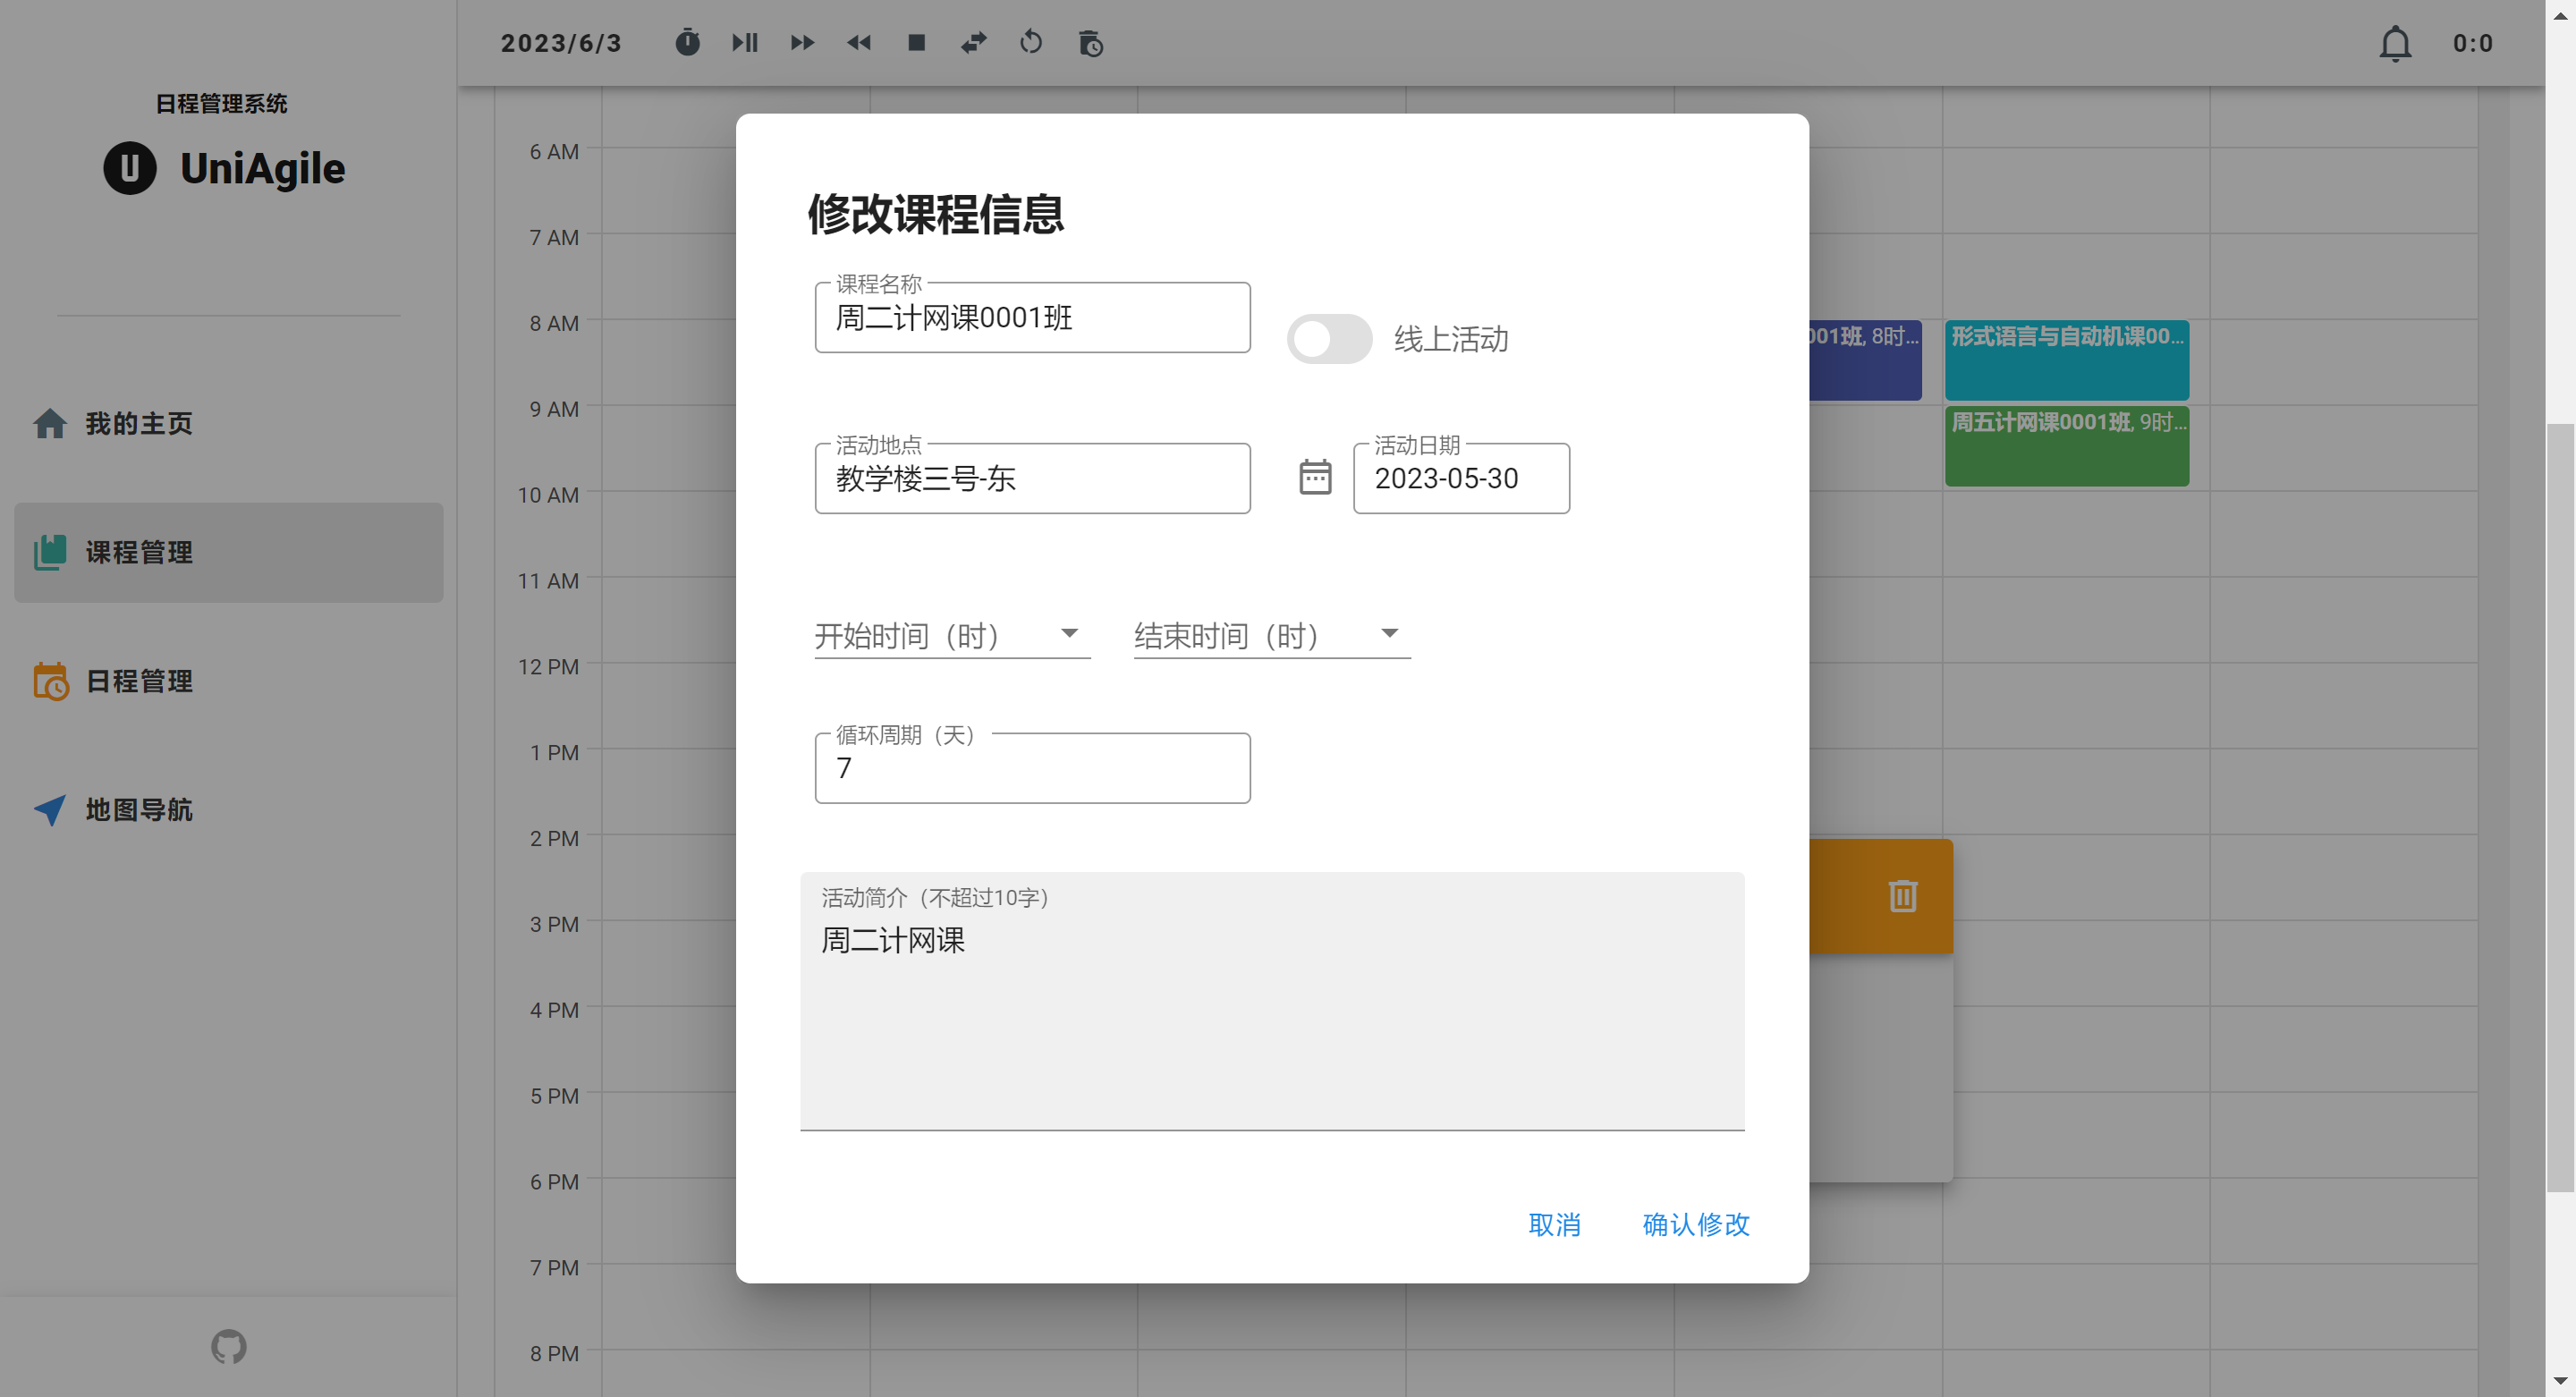 日程管理系统
U UniAgile
我的主页
课程管理
日程管理
地图导航
2023/6/3
0:0
6 AM
7 AM
8 AM
9 AM
10 AM
11 AM
12 PM
1 PM
2 PM
3 PM
4 PM
5 PM
6 PM
7 PM
8 PM
修改课程信息
课程名称
周二计网课0001班
线上活动
活动地点
教学楼三号-东
活动日期
2023-05-30
开始时间（时）
结束时间（时）
循环周期（天）
7
活动简介（不超过10字）
周二计网课
取消
确认修改
001班, 8时...
形式语言与自动机课00...
周五计网课0001班, 9时...